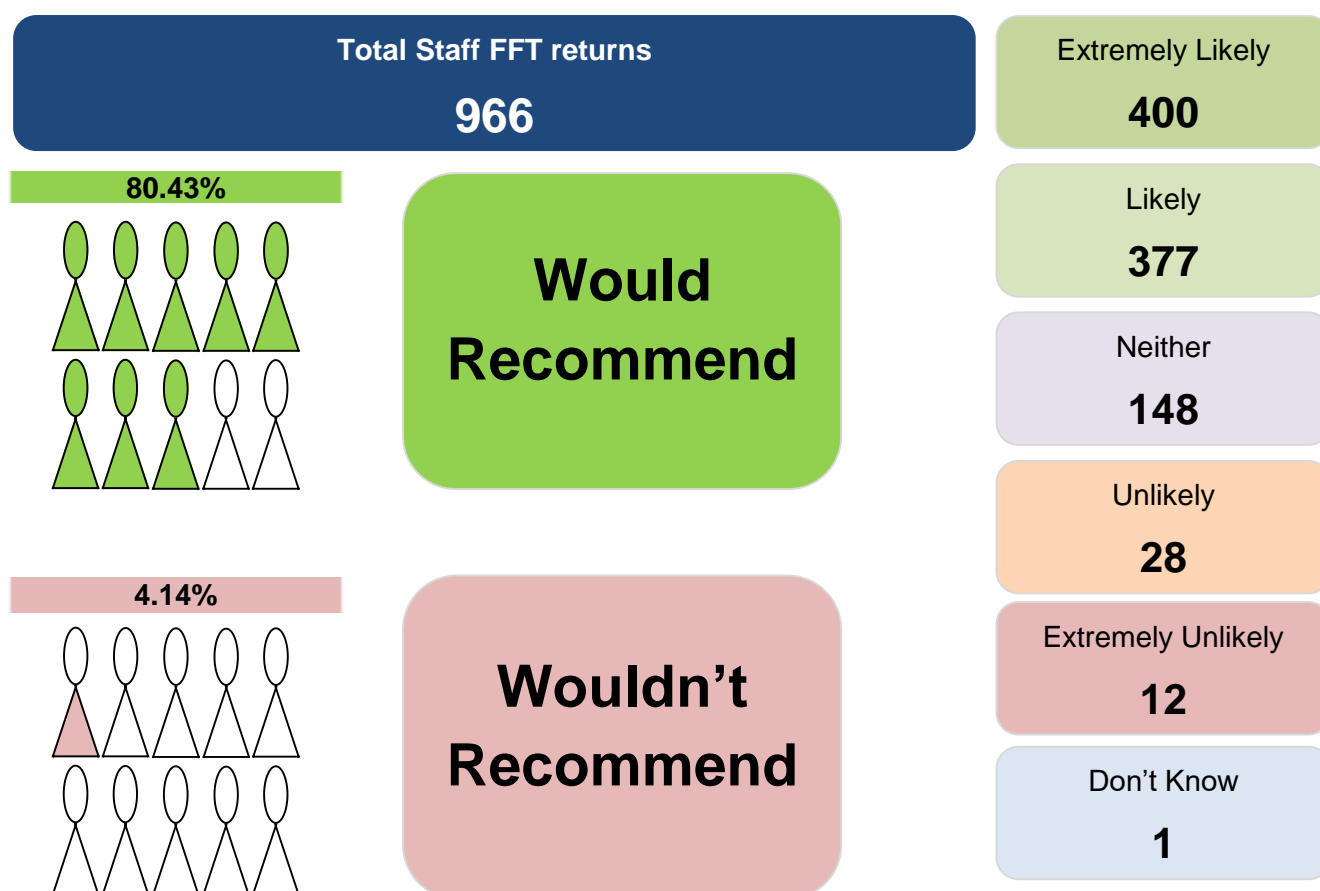 Total Staff FFT returns
966
80.43%
Would
Recommend
4.14%
Wouldn’t
Recommend
Extremely Likely
400
Likely
377
Neither
148
Unlikely
28
Extremely Unlikely
12
Don’t Know
1